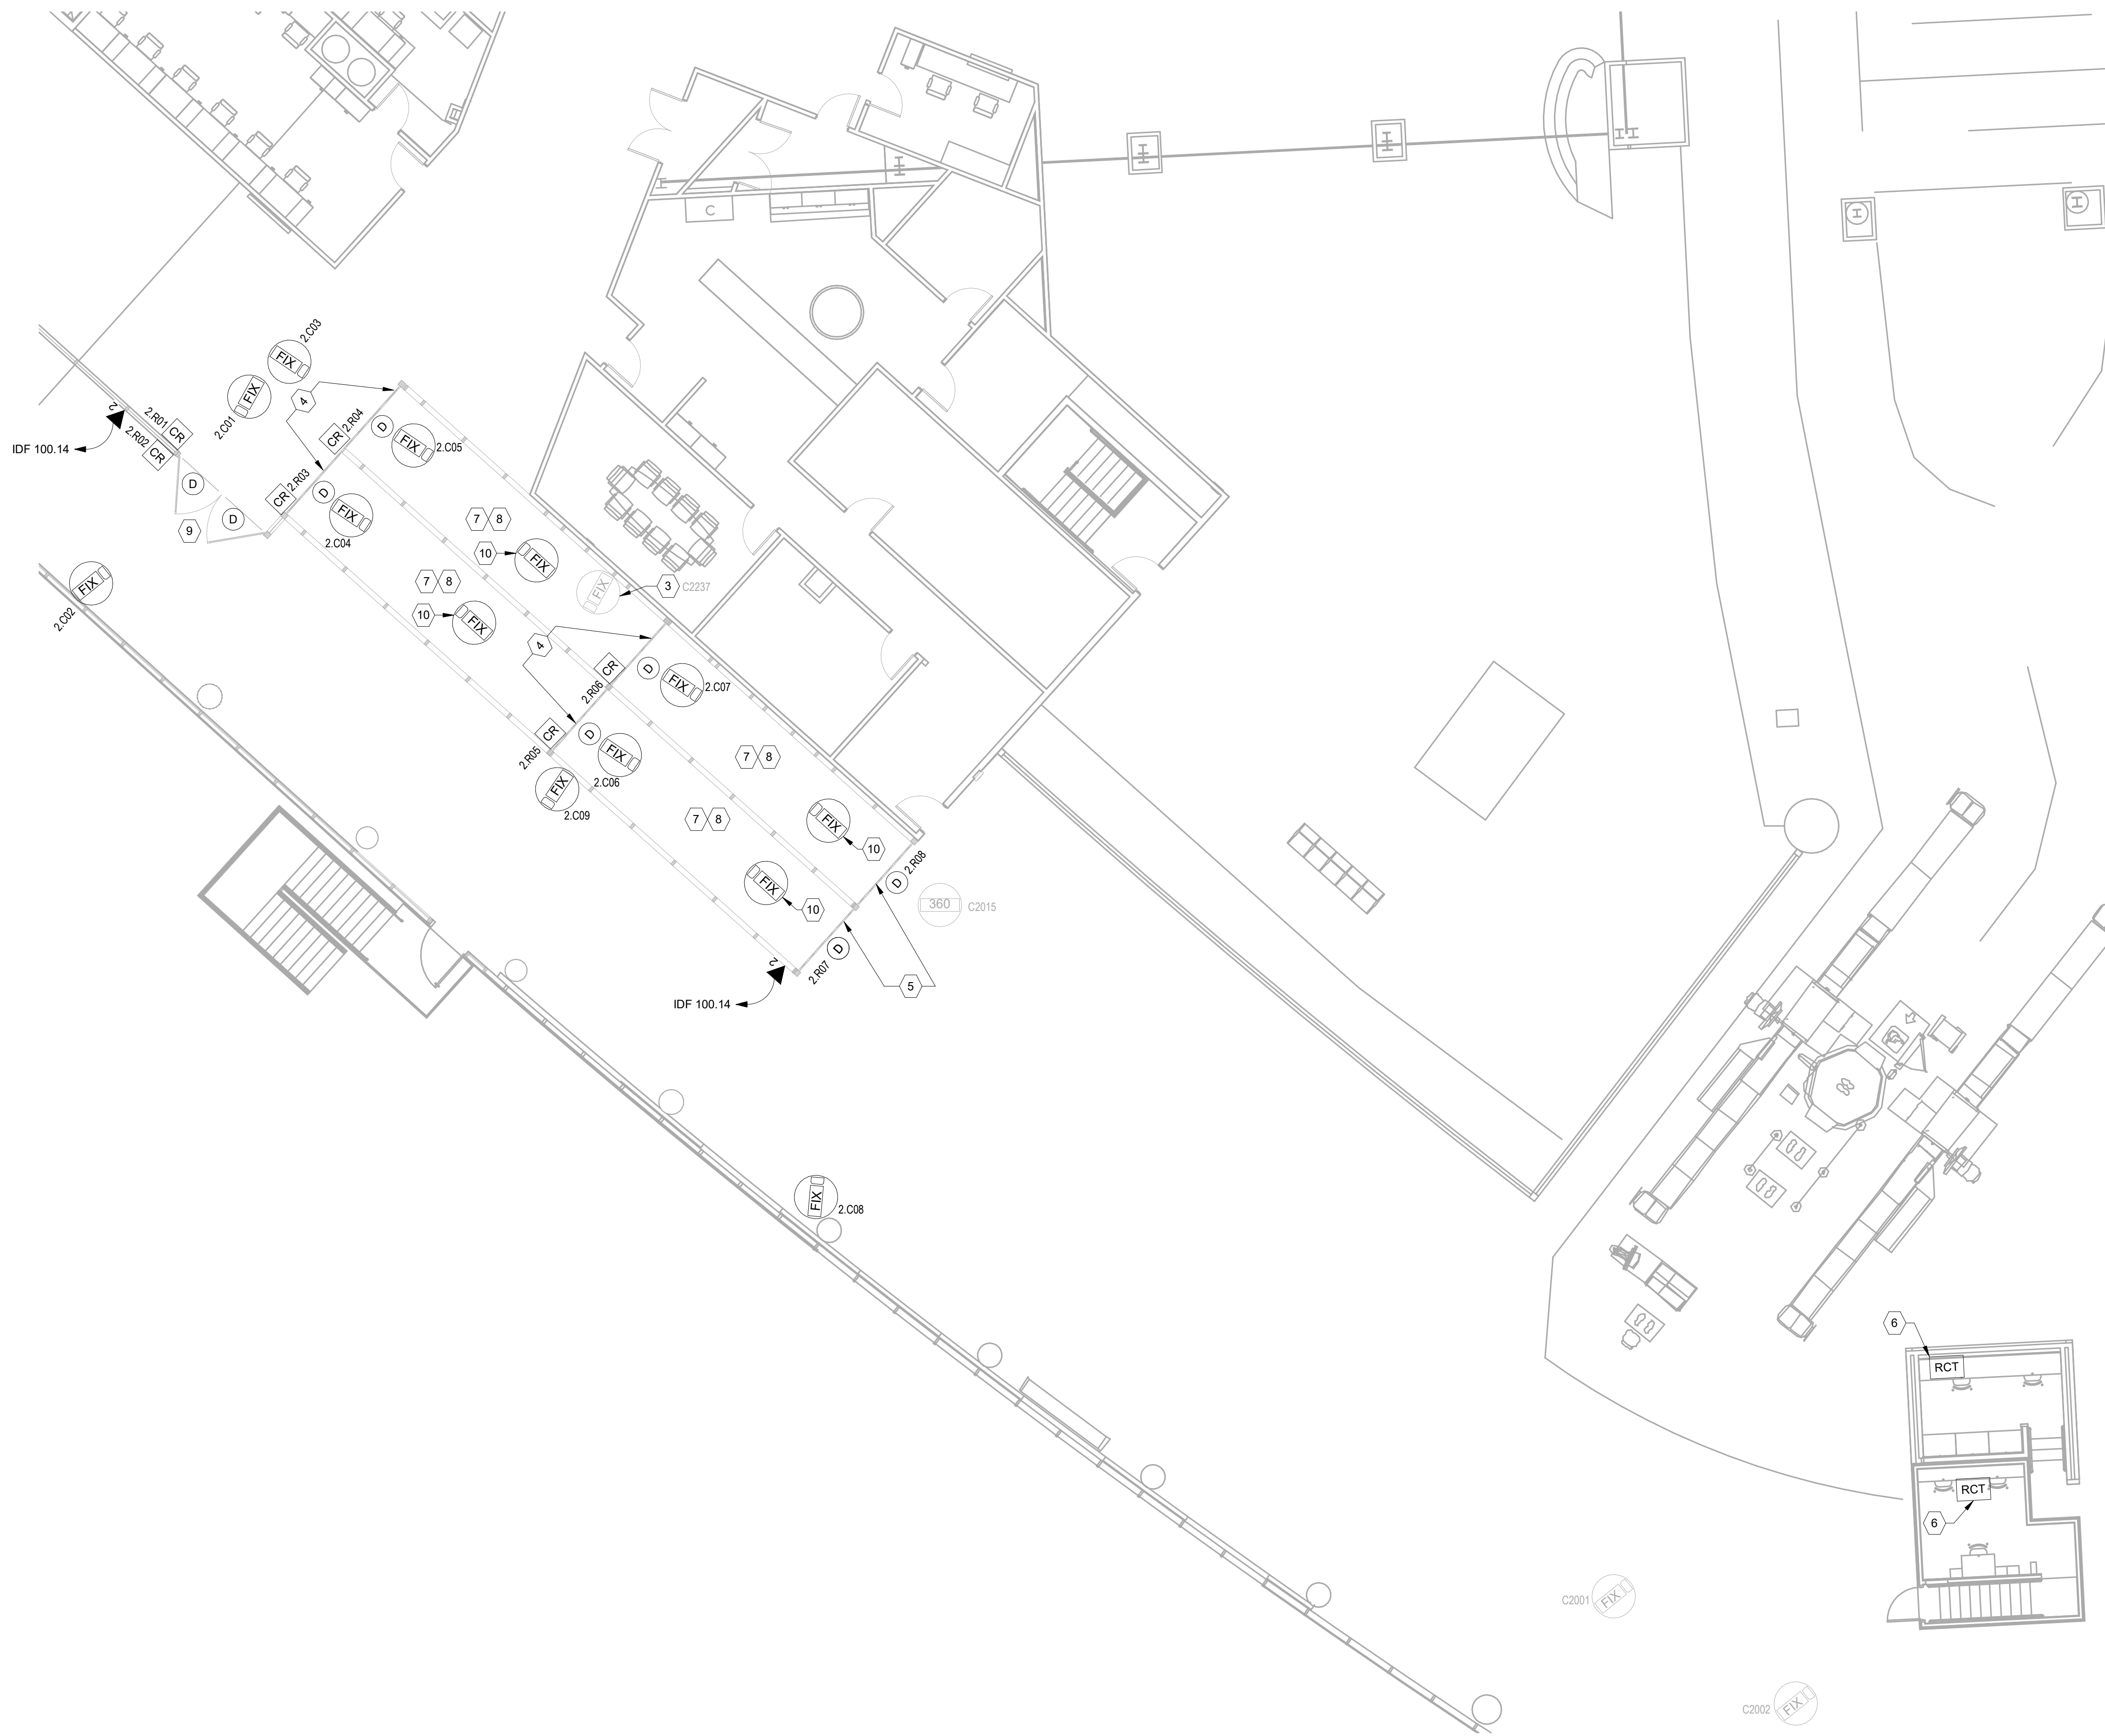 C
2.C03
FIX
FIX
2.C01
4
2.R04
CR
D
FIX
2.C05
2
2.R01
CR
2.R02
CR
IDF 100.14
2.R03
CR
D
FIX
2.C04
D
D
9
7 8
10
FIX
FIX
3
C2237
7 8
10
FIX
FIX
2.C02
4
CR
2.R06
D
FIX
2.C07
CR
2.R05
D
FIX
2.C06
FIX
2.C09
7 8
7 8
FIX
10
FIX
10
2.R08
D
360
C2015
D
2.R07
5
2
IDF 100.14
FIX
2.C08
6
RCT
RCT
6
C2001
FIX
C2002
FIX